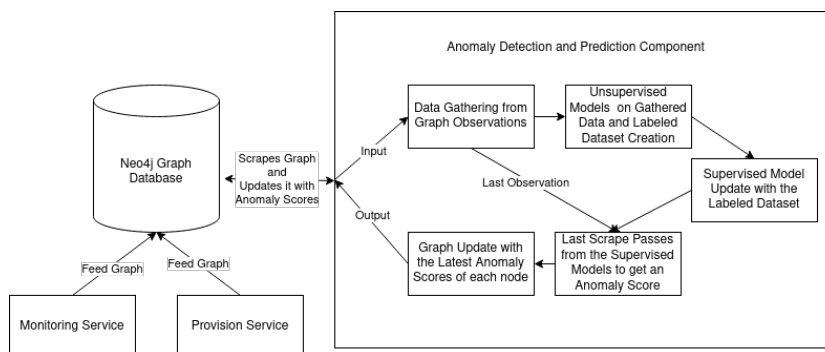 Anomaly Detection and Prediction Component
Neo4j Graph
Database
Scrapes Graph
and
Updates it with
Anomaly Scores
Input
Output
Data Gathering from
Graph Observations
Unsupervised
Models on Gathered
Data and Labeled
Dataset Creation
Last Observation
Supervised Model
Update with the
Labeled Dataset
Graph Update with
the Latest Anomaly
Scores of each node
Last Scrape Passes
from the Supervised
Models to get an
Anomaly Score
Feed Graph
Feed Graph
Monitoring Service
Provision Service